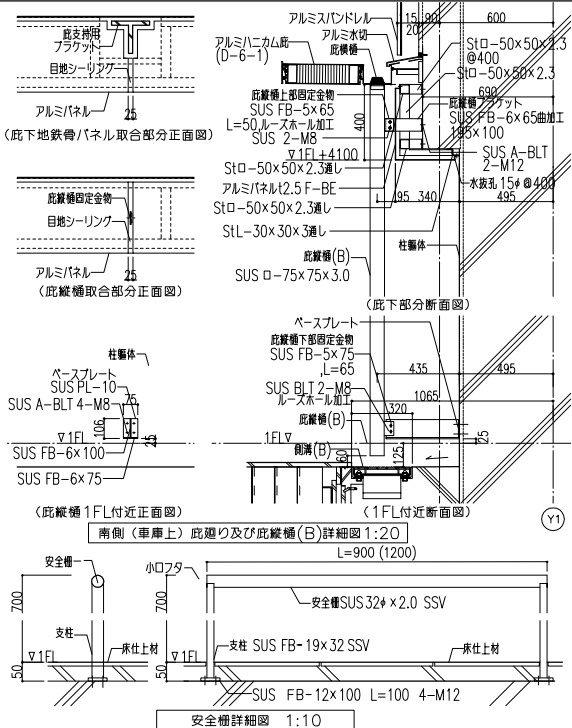 庇支持用
ブラケット
目地シーリング
アルミパネル
25
(庇下地鉄骨パネル取合部分正面図)
庇縦樋固定金物
目地シーリング
アルミパネル
25
(庇縦樋取合部分正面図)
柱躯体
ベースプレート
SUS PL-10
75
SUS A-BLT 4-M8
106
▽1FL
25
SUS FB-6×100
SUS FB-6×75
(庇縦樋1FL付近正面図)
アルミスパンドレル
アルミ水切
庇横樋
アルミハニカム庇
(D-6-1)
15 90
20
600
St□-50×50×2.3
@400
St□-50×50×2.3
690
庇縦樋上部固定金物
SUS FB-5×65
L=50,ルーズホール加工
SUS 2-M8
400
庇縦樋ブラケット
SUS FB-6×65曲加工
195×100
▽1FL+4100
SUS A-BLT
2-M12
St□-50×50×2.3通し
水抜孔 15φ@400
アルミパネルt2.5 F-BE
St□-50×50×2.3通し
95 340
495
StL-30×30×3通し
柱躯体
庇縦樋(B)
SUS □-75×75×3.0
(庇下部分断面図)
ベースプレート
庇縦樋下部固定金物
SUS FB-5×75
,L=65
435
495
SUS BLT 2-M8
ルーズホール加工
1065
320
庇縦樋(B)
1FL▽
25
側溝(B)
60
125
(1FL付近断面図)
Y1
南側(車庫上)庇廻り及び庇縦樋(B)詳細図1:20
L=900 (1200)
安全柵
小口フタ
700
安全柵SUS32φ×2.0 SSV
支柱
床仕上材
▽1FL
50
700
▽1FL
支柱 SUS FB-19×32 SSV
床仕上材
50
SUS FB-12×100 L=100 4-M12
安全柵詳細図 1:10